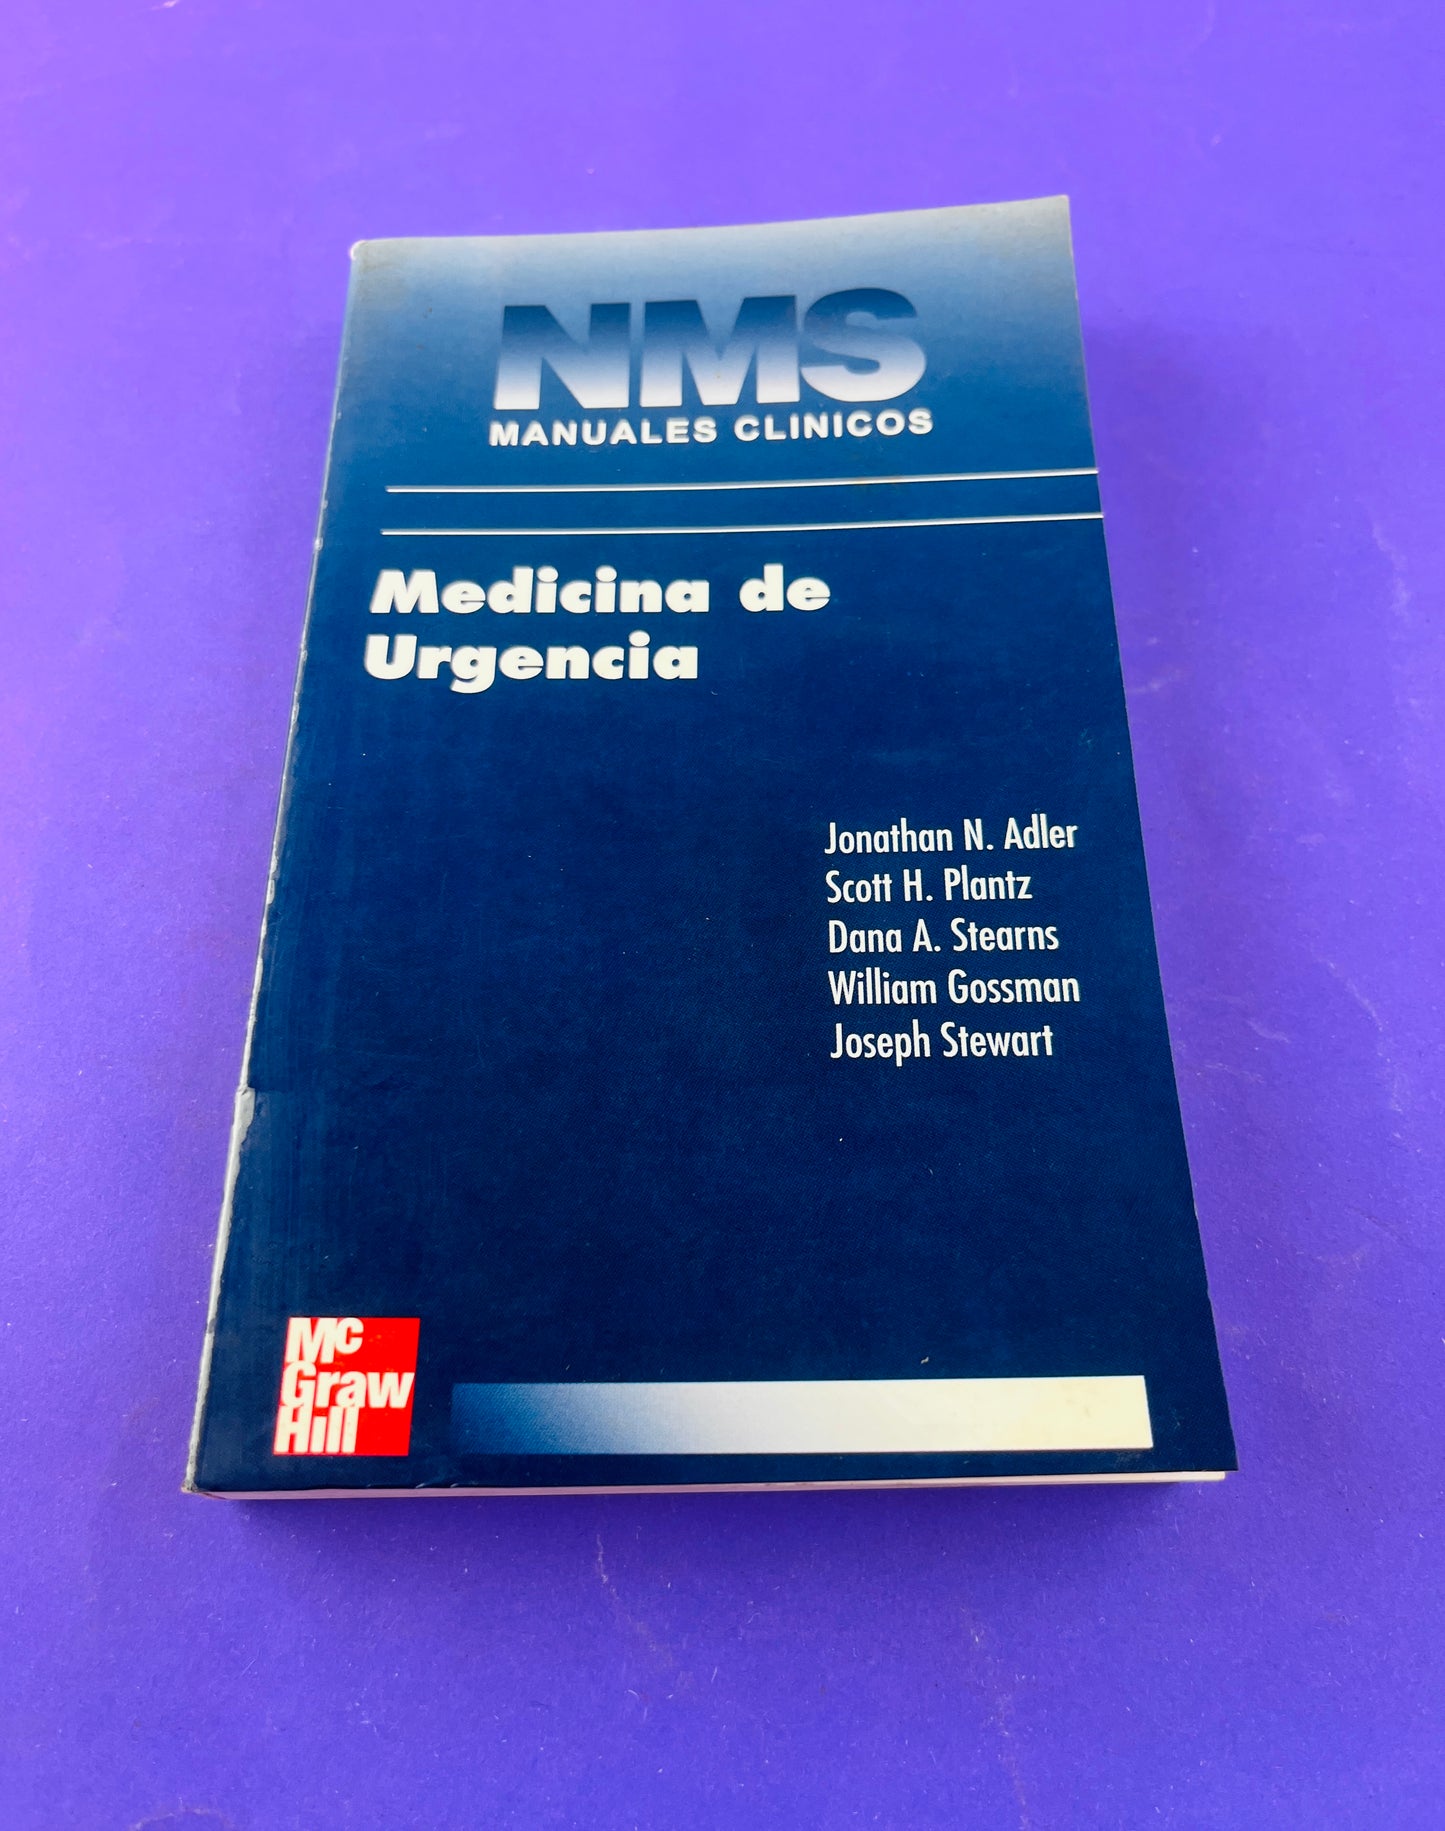 NMS
MANUALES CLINICOS
Medicina de
Urgencia
Jonathan N. Adler
Scott H. Plantz
Dana A. Stearns
William Gossman
Joseph Stewart
Mc
Graw
Hill